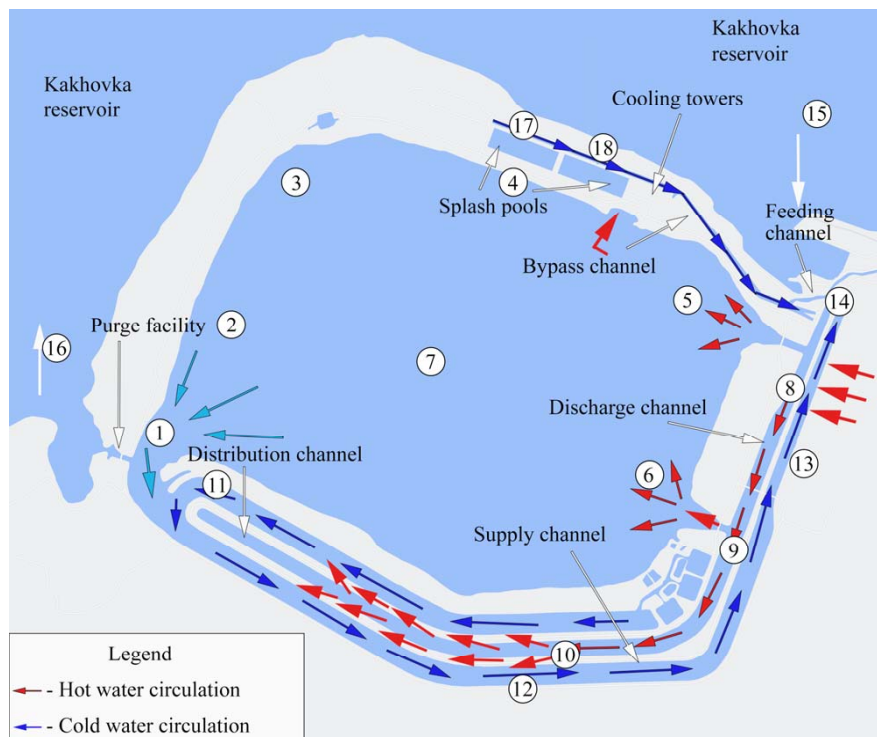 Kakhovka
reservoir
Kakhovka
reservoir
Cooling towers
15
17
18
3
4
Splash pools
Feeding
channel
Bypass channel
5
14
Purge facility
2
16
7
8
Discharge channel
1
Distribution channel
13
6
11
Supply channel
9
10
12
Legend
- Hot water circulation
- Cold water circulation